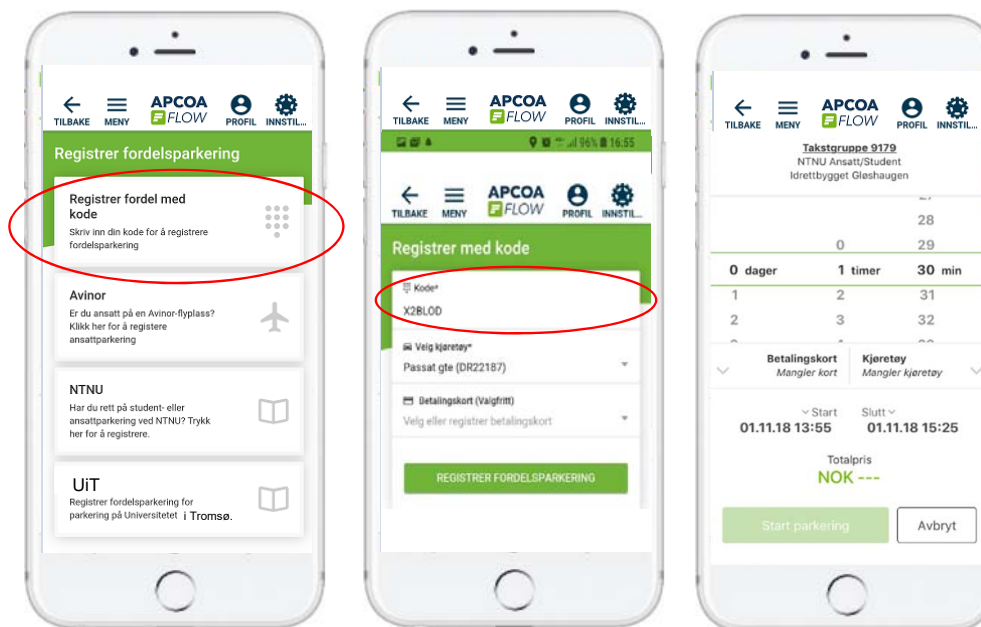 TILBAKE MENY APCOA FLOW PROFIL INNSTIL...
Registrer fordelsparkering
Registrer fordel med
kode
Skriv inn din kode for å registrere
fordelsparkering
Avinor
Er du ansatt på en Avinor-flyplass?
Klikk her for å registere
ansattparkering
NTNU
Har du rett på student- eller
ansattparkering ved NTNU? Trykk
her for å registrere.
UiT
Registrer fordelsparkering for
parkering på Universitetet i Tromsø.
TILBAKE MENY APCOA FLOW PROFIL INNSTIL...
96% 16:55
TILBAKE MENY APCOA FLOW PROFIL INNSTIL...
Registrer med kode
Kode*
X2BLOD
Velg kjøretøy*
Passat gte (DR22187)
Betalingskort (Valgfritt)
Velg eller registrer betalingskort
REGISTRER FORDELSPARKERING
TILBAKE MENY APCOA FLOW PROFIL INNSTIL...
Takstgruppe 9179
NTNU Ansatt/Student
Idrettbygget Gløshaugen
28
0 29
0 dager 1 timer 30 min
1 2 31
2 3 32
Betalingskort Kjøretøy
Mangler kort Mangler kjøretøy
Start Slutt
01.11.18 13:55 01.11.18 15:25
Totalpris
NOK ---
Start parkering Avbryt